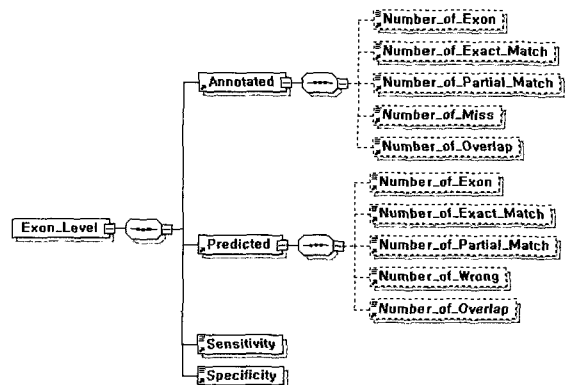 Number_of_Exon
Number_of_Exact_Match
Annotated
Number_of_Partial_Match
Number_of_Miss
Number_of_Overlap
Number_of_Exon
Number_of_Exact_Match
Exon_Level
Predicted
Number_of_Partial_Match
Number_of_Wrong
Number_of_Overlap
Sensitivity
Specificity